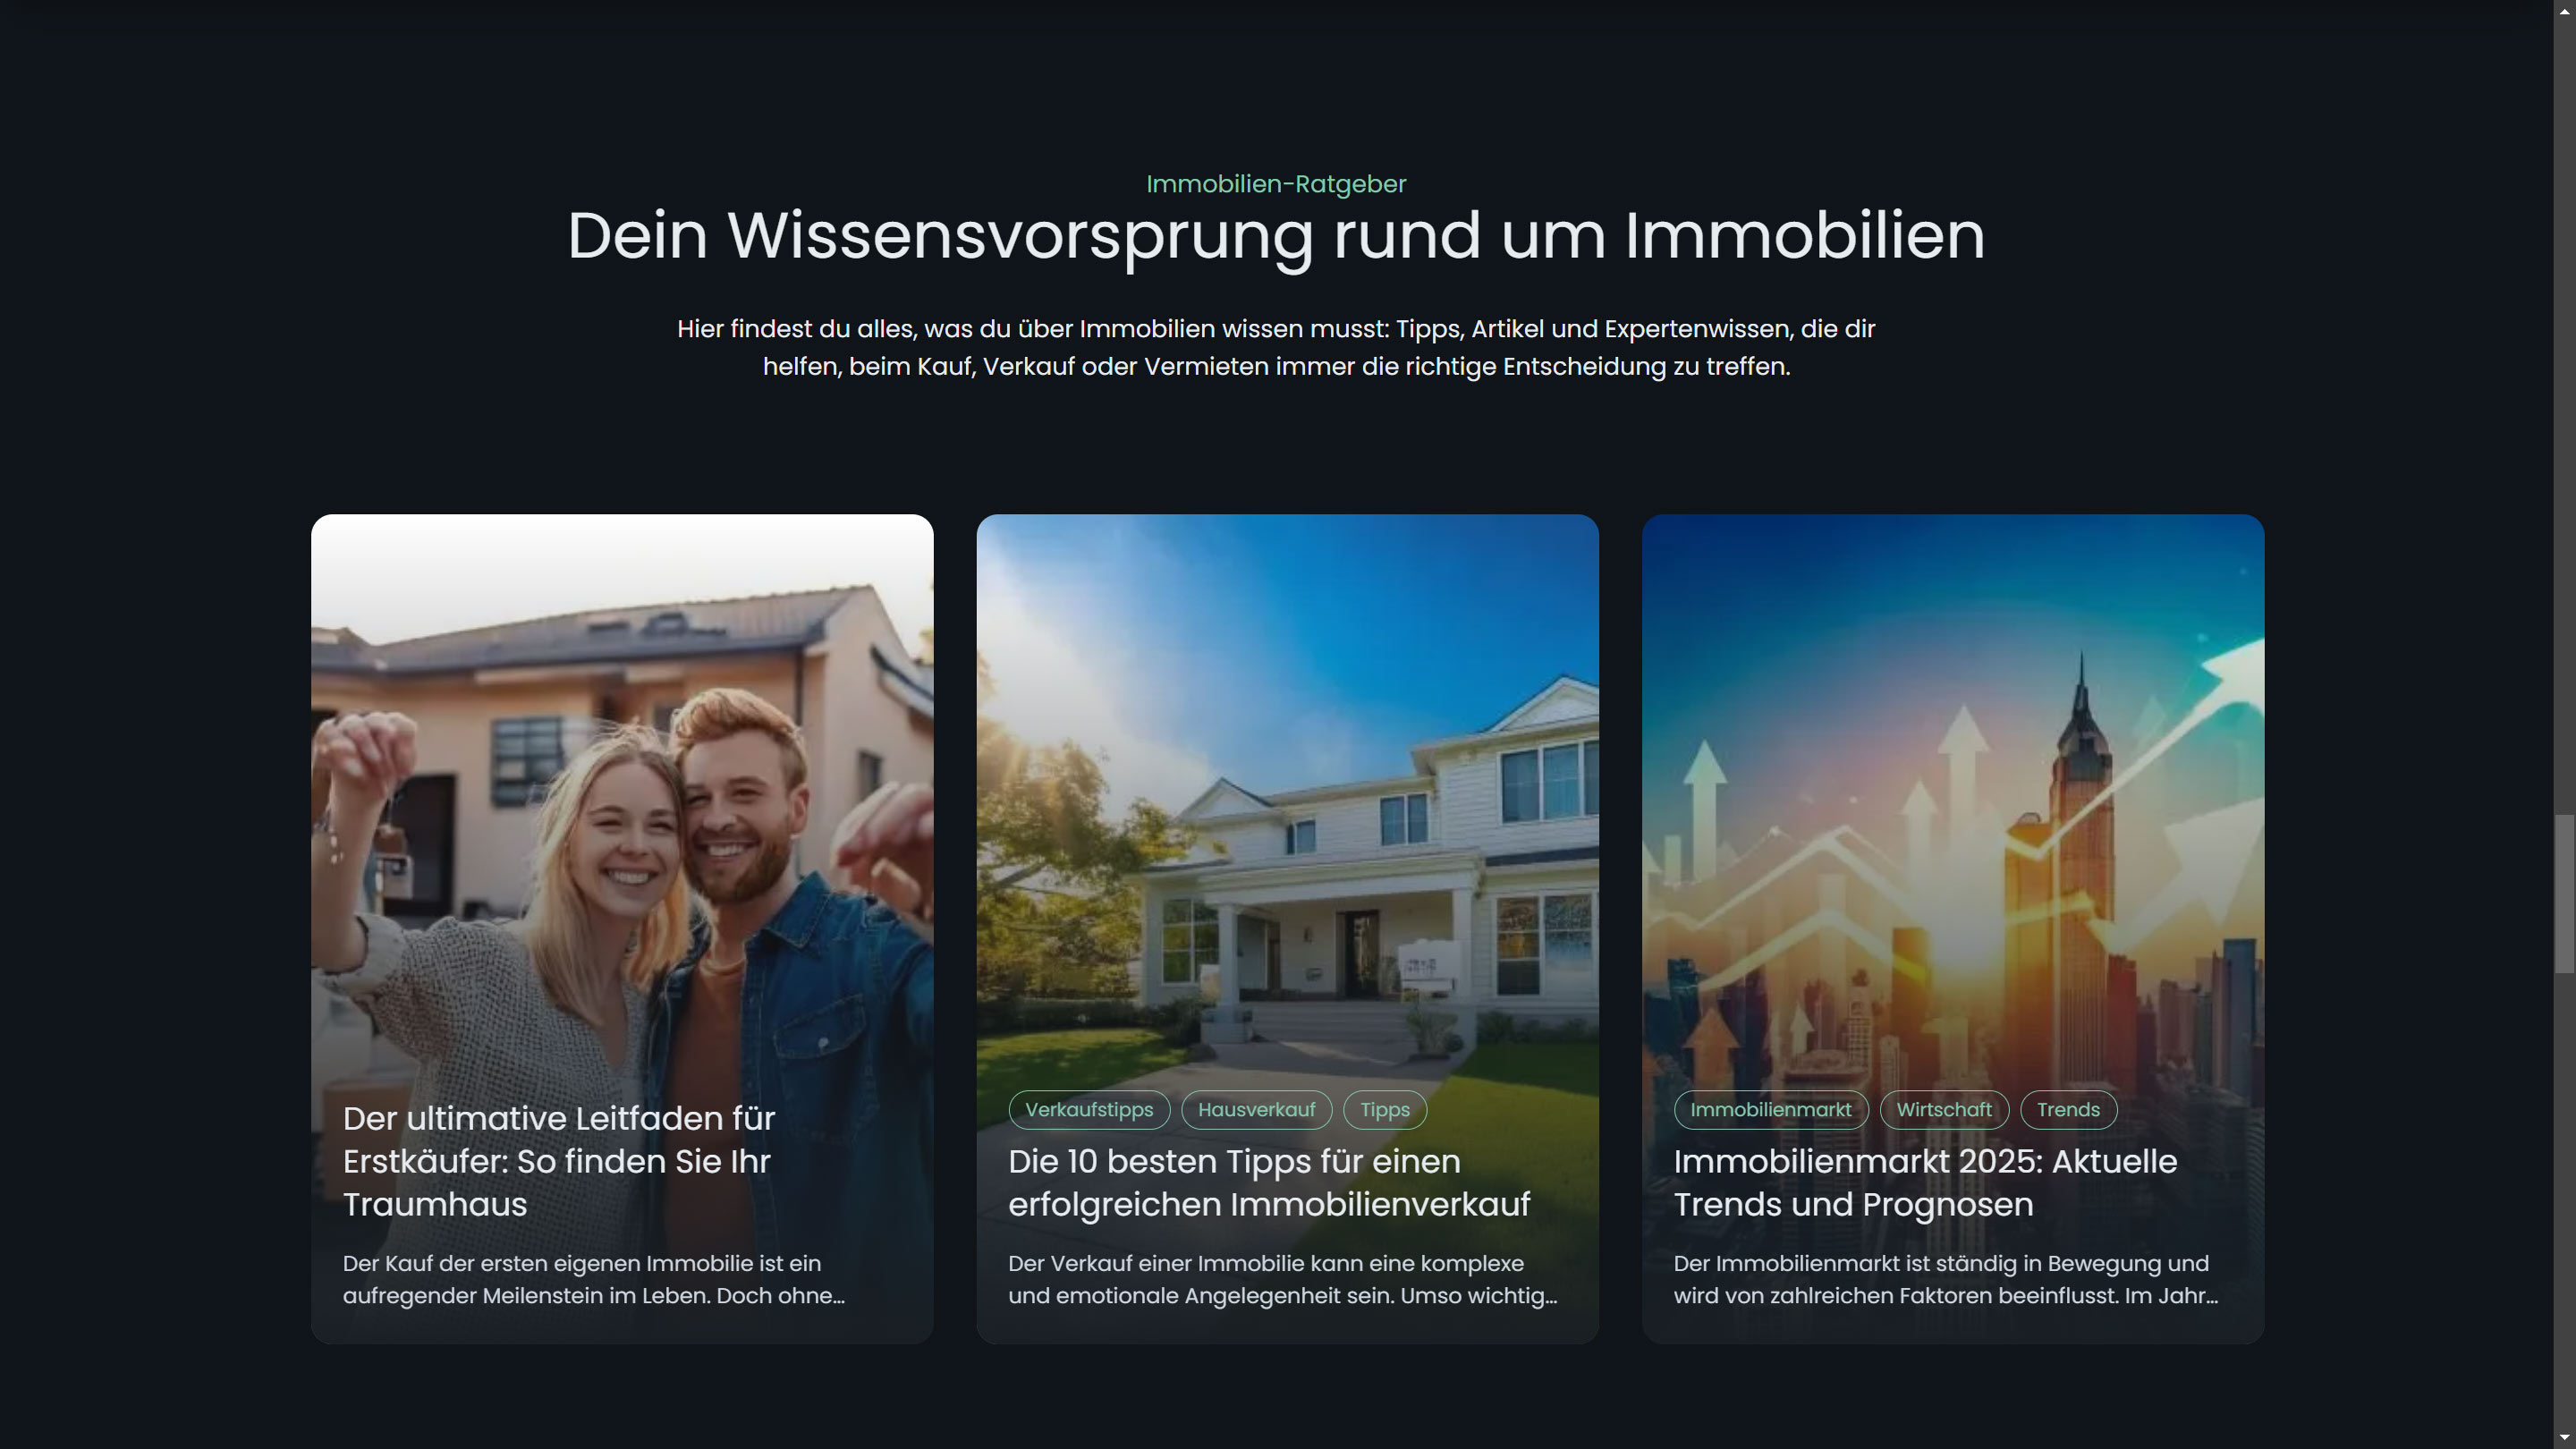 Immobilien-Ratgeber
Dein Wissensvorsprung rund um Immobilien
Hier findest du alles, was du über Immobilien wissen musst: Tipps, Artikel und Expertenwissen, die dir
helfen, beim Kauf, Verkauf oder Vermieten immer die richtige Entscheidung zu treffen.
Der ultimative Leitfaden für
Erstkäufer: So finden Sie Ihr
Traumhaus
Der Kauf der ersten eigenen Immobilie ist ein
aufregender Meilenstein im Leben. Doch ohne...
Verkaufstipps Hausverkauf Tipps
Die 10 besten Tipps für einen
erfolgreichen Immobilienverkauf
Der Verkauf einer Immobilie kann eine komplexe
und emotionale Angelegenheit sein. Umso wichtig...
Immobilienmarkt Wirtschaft Trends
Immobilienmarkt 2025: Aktuelle
Trends und Prognosen
Der Immobilienmarkt ist ständig in Bewegung und
wird von zahlreichen Faktoren beeinflusst. Im Jahr...